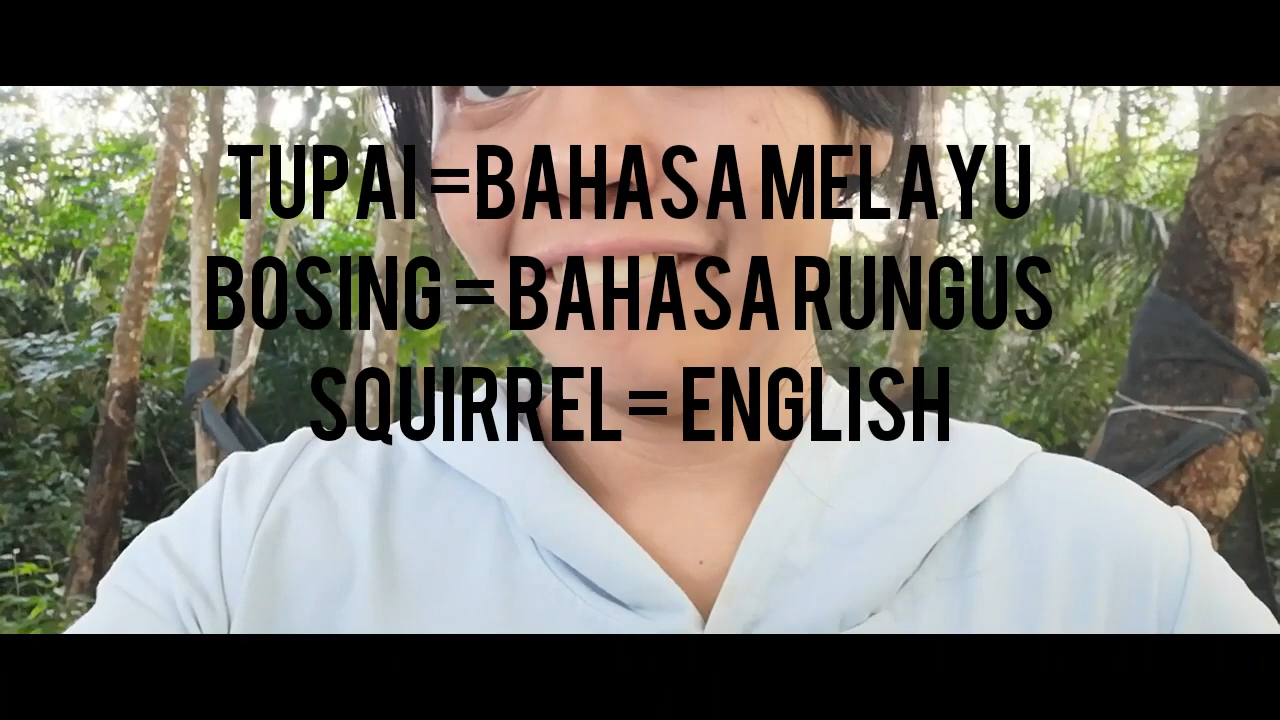 TUPAI =BAHASA MELAYU
BOSING = BAHASA RUNGUS
SQUIRREL = ENGLISH